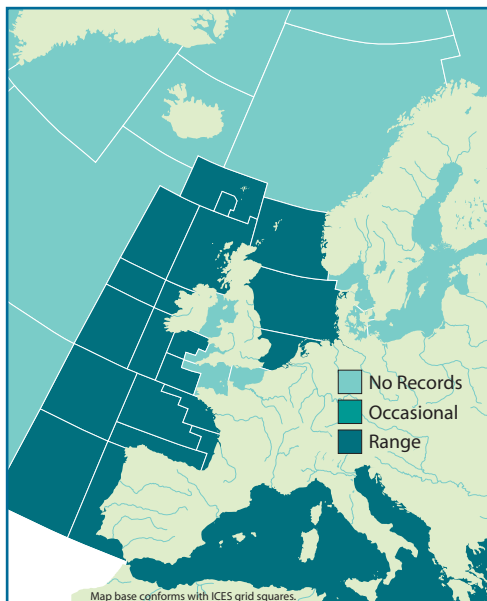 No Records
Occasional
Range
Map base conforms with ICES grid squares.